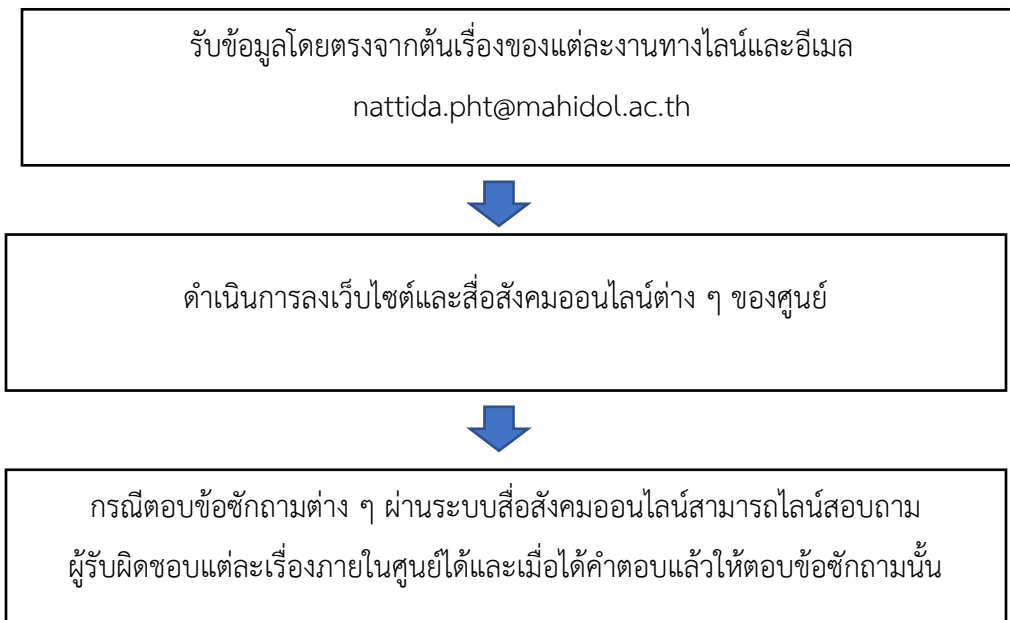 รับข้อมูลโดยตรงจากต้นเรื่องของแต่ละงานทางไลน์และอีเมล
nattida.pht@mahidol.ac.th
ดำเนินการลงเว็บไซต์และสื่อสังคมออนไลน์ต่าง ๆ ของศูนย์
กรณีตอบข้อซักถามต่าง ๆ ผ่านระบบสื่อสังคมออนไลน์สามารถไลน์สอบถาม
ผู้รับผิดชอบแต่ละเรื่องภายในศูนย์ได้และเมื่อได้คำตอบแล้วให้ตอบข้อซักถามนั้น